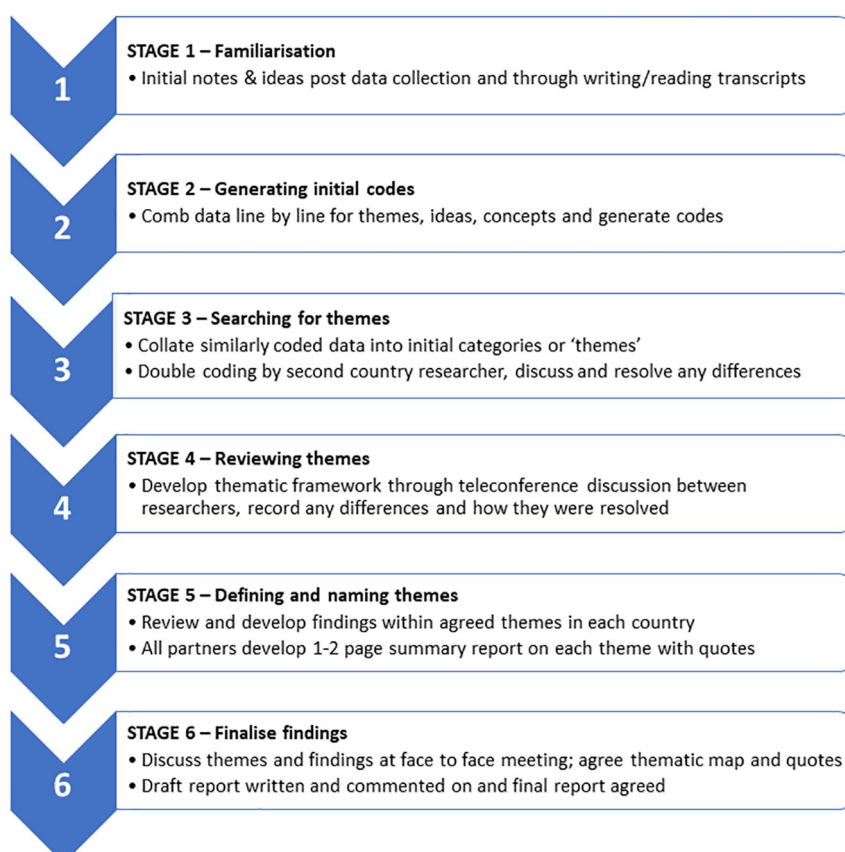 1
STAGE 1 – Familiarisation
• Initial notes & ideas post data collection and through writing/reading transcripts
2
STAGE 2 – Generating initial codes
• Comb data line by line for themes, ideas, concepts and generate codes
3
STAGE 3 – Searching for themes
• Collate similarly coded data into initial categories or ‘themes’
• Double coding by second country researcher, discuss and resolve any differences
4
STAGE 4 – Reviewing themes
• Develop thematic framework through teleconference discussion between
researchers, record any differences and how they were resolved
5
STAGE 5 – Defining and naming themes
• Review and develop findings within agreed themes in each country
• All partners develop 1-2 page summary report on each theme with quotes
6
STAGE 6 – Finalise findings
• Discuss themes and findings at face to face meeting; agree thematic map and quotes
• Draft report written and commented on and final report agreed